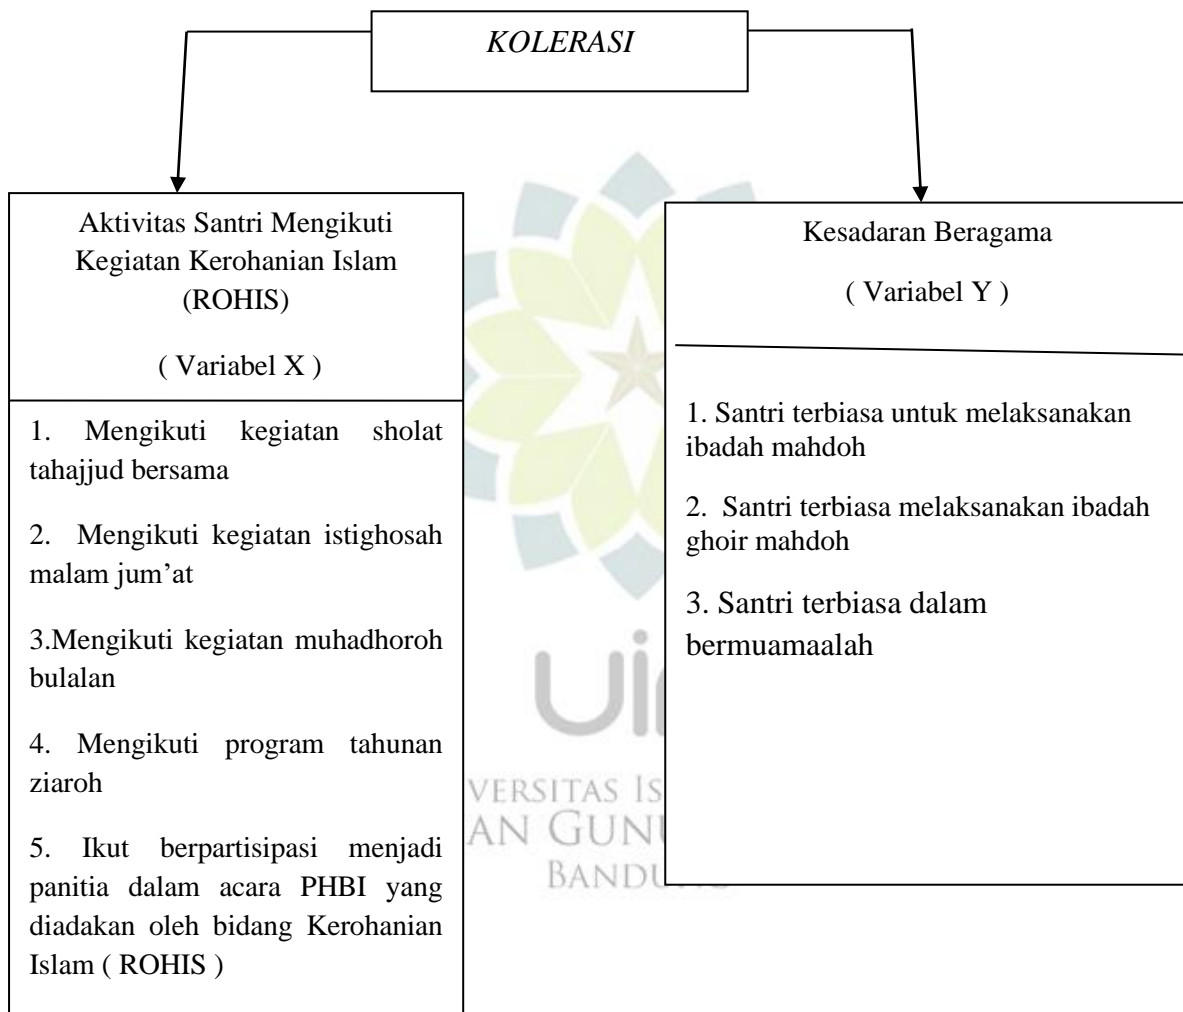 KOLERASI
Aktivitas Santri Mengikuti
Kegiatan Kerohanian Islam
(ROHIS)
( Variabel X )
1. Mengikuti kegiatan sholat
tahajjud bersama
2. Mengikuti kegiatan istighosah
malam jum’at
3.Mengikuti kegiatan muhadhoroh
bulalan
4. Mengikuti program tahunan
ziaroh
5. Ikut berpartisipasi menjadi
panitia dalam acara PHBI yang
diadakan oleh bidang Kerohanian
Islam ( ROHIS )
Kesadaran Beragama
( Variabel Y )
1. Santri terbiasa untuk melaksanakan
ibadah mahdoh
2. Santri terbiasa melaksanakan ibadah
ghoir mahdoh
3. Santri terbiasa dalam
bermuamaalah